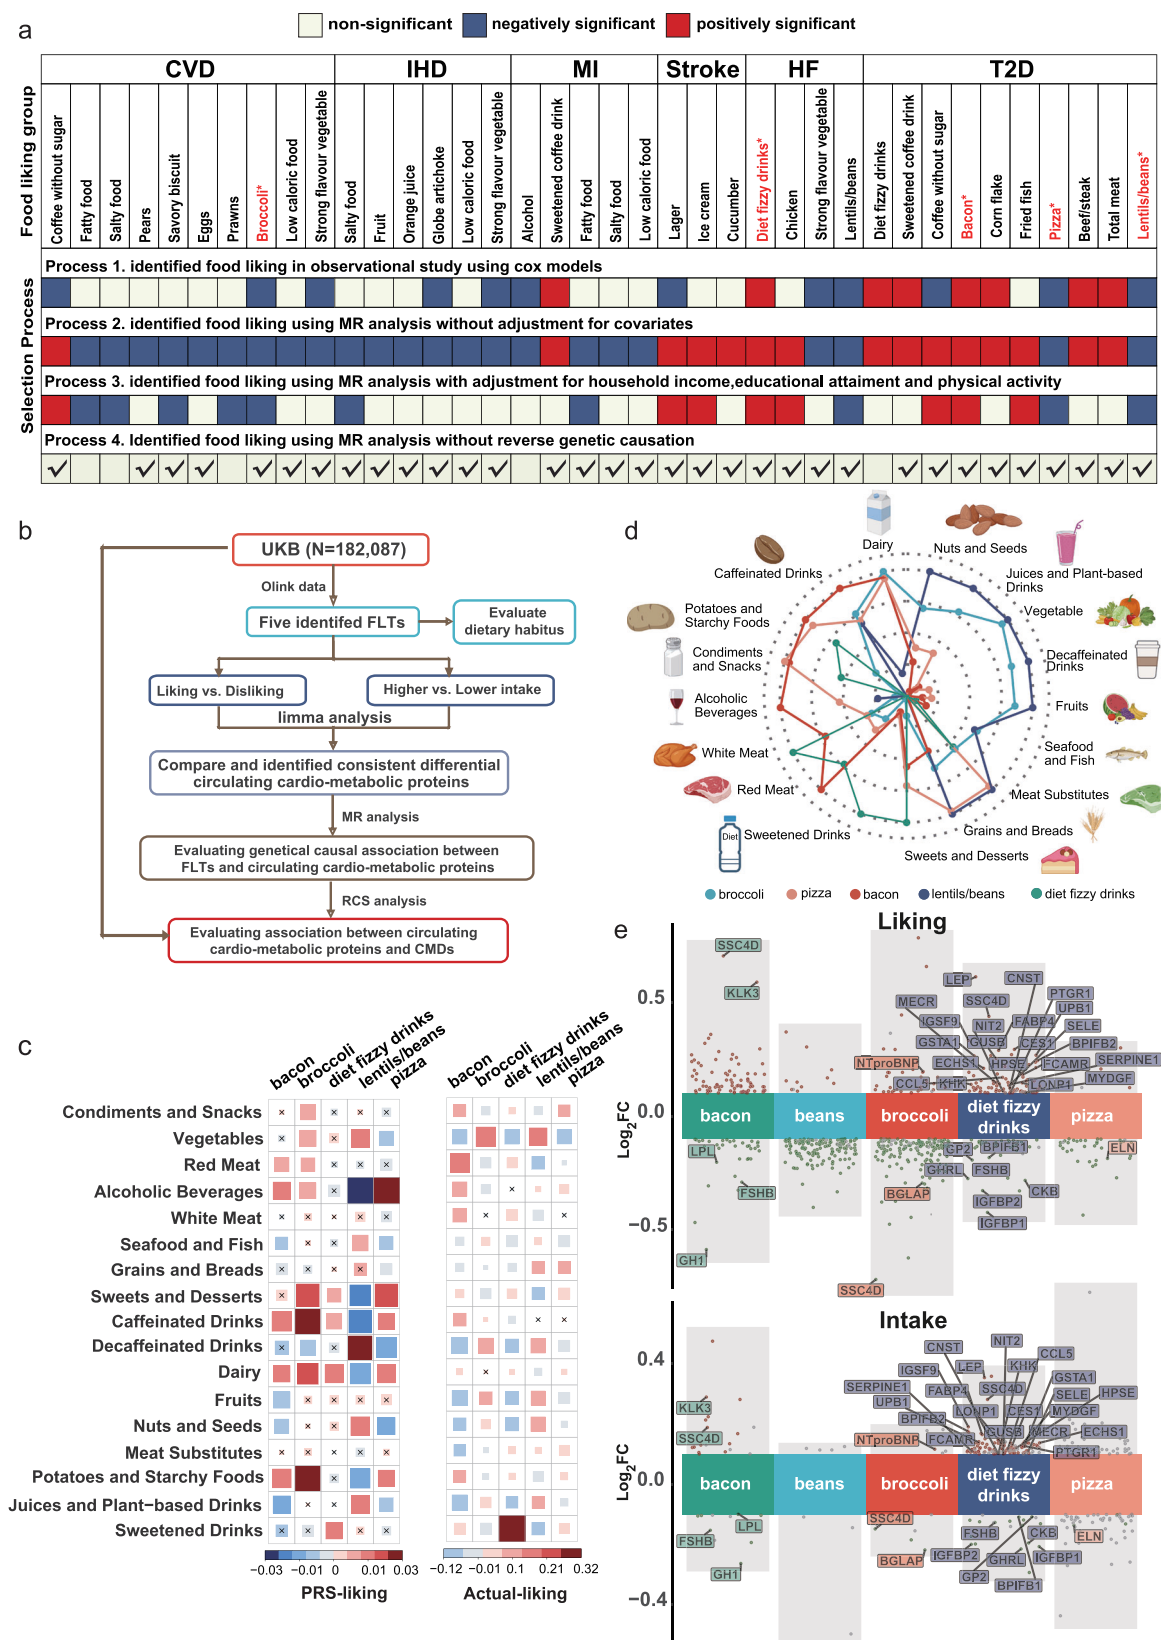 a
non-significant
negatively significant
positively significant
Food liking group
CVD
IHD
MI
Stroke
HF
T2D
Coffee without sugar
Fatty food
Salty food
Pears
Savory biscuit
Eggs
Prawns
Broccoli*
Low caloric food
Strong flavour vegetable
Salty food
Fruit
Orange juice
Globe artichoke
Low caloric food
Strong flavour vegetable
Alcohol
Sweetened coffee drink
Fatty food
Salty food
Low caloric food
Lager
Ice cream
Cucumber
Diet fizzy drinks*
Chicken
Strong flavour vegetable
Lentils/beans
Diet fizzy drinks
Sweetened coffee drink
Coffee without sugar
Bacon*
Corn flake
Fried fish
Pizza*
Beef/steak
Total meat
Lentils/beans*
Selection Process
Process 1. identified food liking in observational study using cox models
Process 2. identified food liking using MR analysis without adjustment for covariates
Process 3. identified food liking using MR analysis with adjustment for household income,educational attaiment and physical activity
Process 4. Identified food liking using MR analysis without reverse genetic causation
b
UKB (N=182,087)
Olink data
Five identifed FLTs
Evaluate
dietary habitus
Liking vs. Disliking
Higher vs. Lower intake
limma analysis
Compare and identified consistent differential
circulating cardio-metabolic proteins
MR analysis
Evaluating genetical causal association between
FLTs and circulating cardio-metabolic proteins
RCS analysis
Evaluating association between circulating
cardio-metabolic proteins and CMDs
d
Dairy
Nuts and Seeds
Juices and Plant-based
Drinks
Vegetable
Decaffeinated
Drinks
Fruits
Seafood
and Fish
Meat Substitutes
Grains and Breads
Sweets and Desserts
Diet
Sweetened Drinks
Red Meat
White Meat
Alcoholic
Beverages
Condiments
and Snacks
Potatoes and
Starchy Foods
Caffeinated Drinks
broccoli
pizza
bacon
lentils/beans
diet fizzy drinks
c
bacon
broccoli
diet fizzy drinks
lentils/beans
pizza
bacon
broccoli
diet fizzy drinks
lentils/beans
pizza
Condiments and Snacks
Vegetables
Red Meat
Alcoholic Beverages
White Meat
Seafood and Fish
Grains and Breads
Sweets and Desserts
Caffeinated Drinks
Decaffeinated Drinks
Dairy
Fruits
Nuts and Seeds
Meat Substitutes
Potatoes and Starchy Foods
Juices and Plant−based Drinks
Sweetened Drinks
−0.03 −0.01 0 0.01 0.03
PRS-liking
−0.12 −0.01 0.1 0.21 0.32
Actual-liking
e
Liking
Log2FC
0.5
0.0
−0.5
SSC4D
KLK3
LEP
CNST
MECR
SSC4D
PTGR1
UPB1
IGSF9
NIT2
FABP4
SELE
GSTA1
GUSB
CES1
BPIFB2
NTproBNP
ECHS1
HPSE
FCAMR
SERPINE1
CCL5
KHK
LONP1
MYDGF
bacon
beans
broccoli
diet fizzy
drinks
pizza
LPL
FSHB
GH1
BGLAP
SSC4D
GP2
BPIFB1
GHRL
FSHB
IGFBP2
CKB
IGFBP1
ELN
Intake
Log2FC
0.4
0.0
−0.4
KLK3
SSC4D
NIT2
CNST
CCL5
IGSF9
LEP
KHK
GSTA1
SERPINE1
FABP4
SSC4D
SELE
HPSE
UPB1
LONP1
CES1
MYDGF
BPIFB2
GUSB
MECR
ECHS1
NTproBNP
FCAMR
PTGR1
bacon
beans
broccoli
diet fizzy
drinks
pizza
LPL
FSHB
GH1
SSC4D
BGLAP
FSHB
CKB
IGFBP2
GHRL
IGFBP1
GP2
BPIFB1
ELN